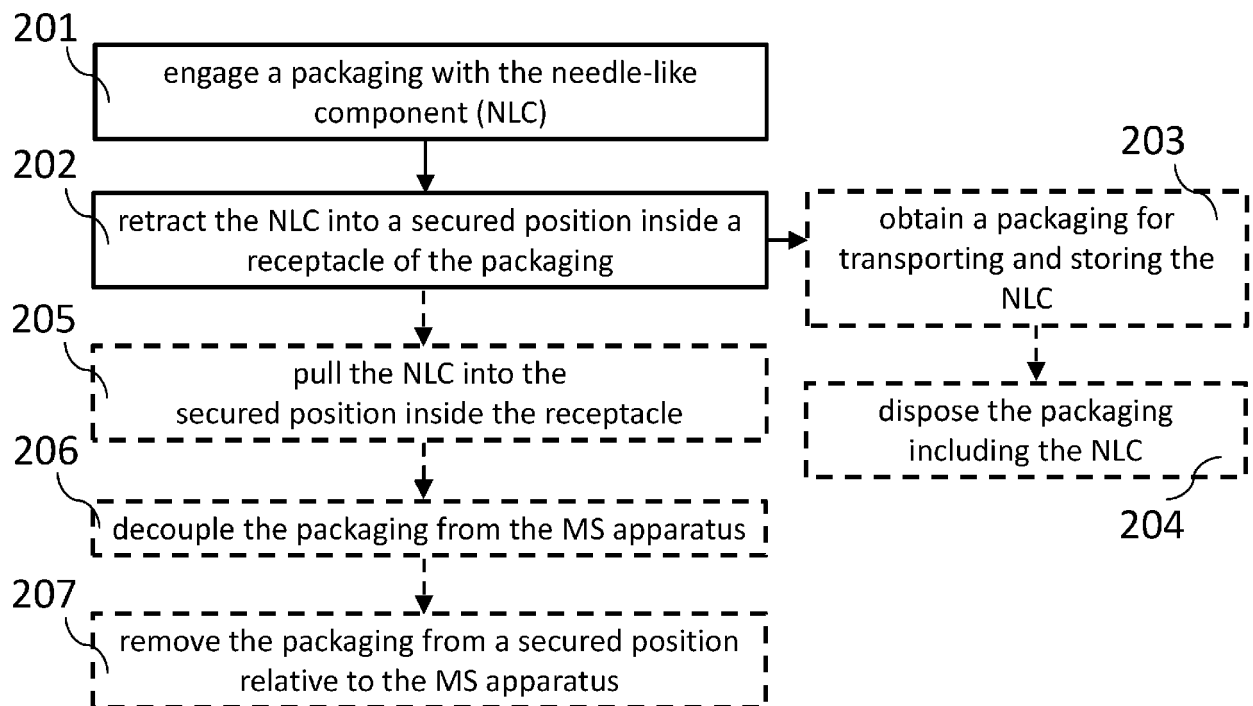 201
engage a packaging with the needle-like
component (NLC)
202
retract the NLC into a secured position inside a
receptacle of the packaging
203
obtain a packaging for
transporting and storing the
NLC
dispose the packaging
including the NLC
204
205
pull the NLC into the
secured position inside the receptacle
206
decouple the packaging from the MS apparatus
207
remove the packaging from a secured position
relative to the MS apparatus